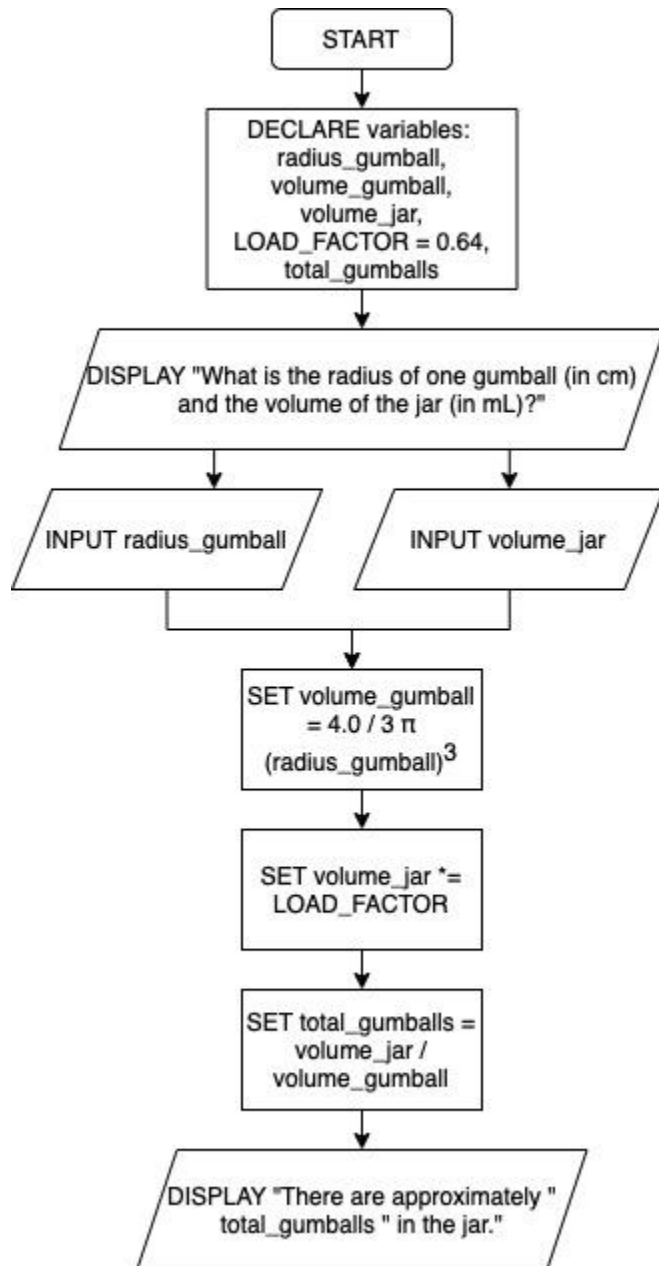 START
DECLARE variables:
radius_gumball,
volume_gumball,
volume_jar,
LOAD_FACTOR = 0.64,
total_gumballs
DISPLAY "What is the radius of one gumball (in cm)
and the volume of the jar (in mL)?"
INPUT radius_gumball
INPUT volume_jar
SET volume_gumball
= 4.0 / 3 π
(radius_gumball)³
SET volume_jar *=
LOAD_FACTOR
SET total_gumballs =
volume_jar /
volume_gumball
DISPLAY "There are approximately "
total_gumballs " in the jar."